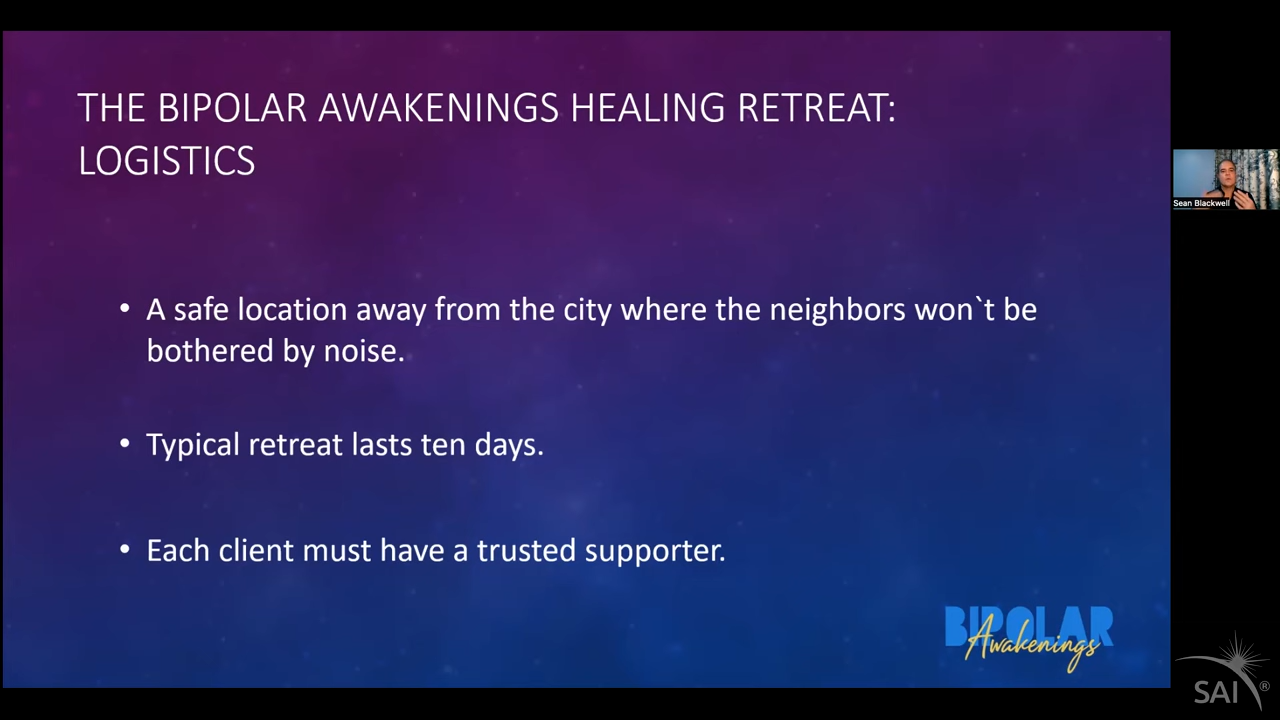 THE BIPOLAR AWAKENINGS HEALING RETREAT:
LOGISTICS
• A safe location away from the city where the neighbors won`t be
bothered by noise.
• Typical retreat lasts ten days.
• Each client must have a trusted supporter.
BIPOLAR
Awakenings
Sean Blackwell
SAI®